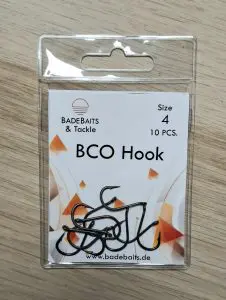 BADEBAITS
& TACKLE
Size
4
10 PCS.
BCO Hook
www.badebaits.de